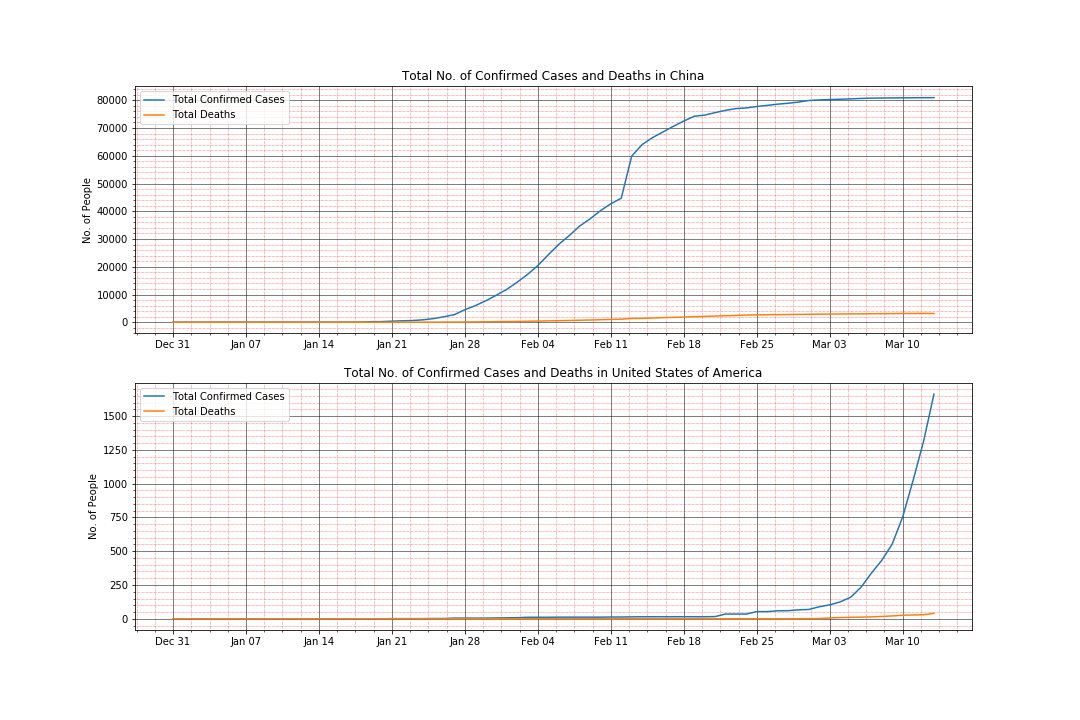 Total No. of Confirmed Cases and Deaths in China
Total Confirmed Cases
Total Deaths
No. of People
80000
70000
60000
50000
40000
30000
20000
10000
0
Dec 31 Jan 07 Jan 14 Jan 21 Jan 28 Feb 04 Feb 11 Feb 18 Feb 25 Mar 03 Mar 10
Total No. of Confirmed Cases and Deaths in United States of America
Total Confirmed Cases
Total Deaths
No. of People
1500
1250
1000
750
500
250
0
Dec 31 Jan 07 Jan 14 Jan 21 Jan 28 Feb 04 Feb 11 Feb 18 Feb 25 Mar 03 Mar 10